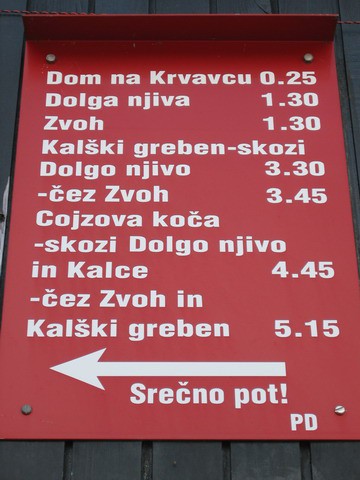 Dom na Krvavcu 0.25
Dolga njiva 1.30
Zvoh 1.30
Kalški greben-skozi
Dolgo njivo 3.30
-čez Zvoh 3.45
Cojzova koča
-skozi Dolgo njivo
in Kalce 4.45
-čez Zvoh in
Kalški greben 5.15
Srečno pot!
PD